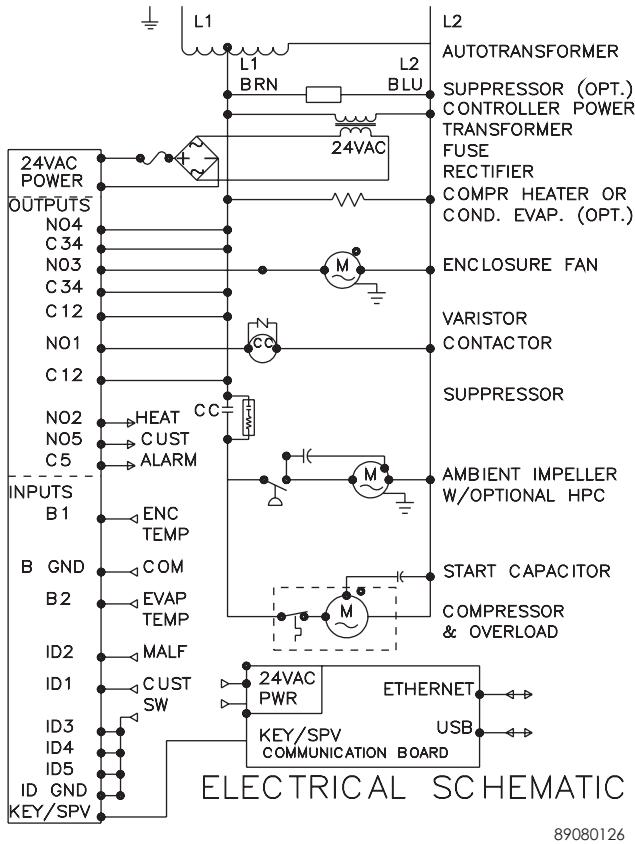 L1 L2
AUTOTRANSFORMER
L1 L2
BRN BLU
SUPPRESSOR (OPT.)
CONTROLLER POWER
TRANSFORMER
24VAC
FUSE
RECTIFIER
24VAC
POWER
COMPR HEATER OR
COND. EVAP. (OPT.)
OUTPUTS
NO4
C34
NO3
M
ENCLOSURE FAN
C34
C12
VARISTOR
NO1
CC
CONTACTOR
C12
SUPPRESSOR
CC
NO2 HEAT
NO5 CUST
C5 ALARM
M
AMBIENT IMPELLER
W/OPTIONAL HPC
INPUTS
B1 ENC
TEMP
B GND COM
START CAPACITOR
B2 EVAP
TEMP
M
COMPRESSOR
& OVERLOAD
ID2 MALF
ID1 CUST
SW
24VAC
PWR
ETHERNET
USB
ID3
ID4
ID5
ID GND
KEY/SPV
KEY/SPV
COMMUNICATION BOARD
ELECTRICAL SCHEMATIC
89080126